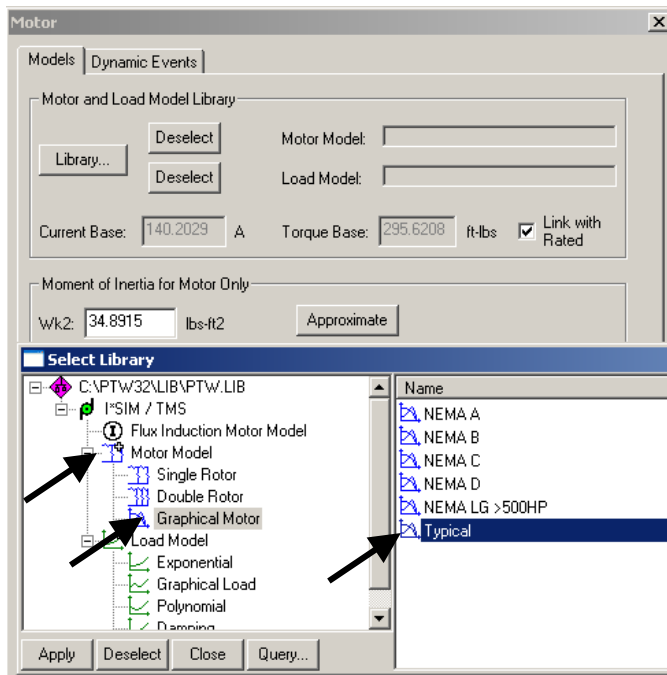 Motor
Models Dynamic Events
Motor and Load Model Library
Library...
Deselect
Motor Model:
Deselect
Load Model:
Current Base: 140.2029 A Torque Base: 295.6208 ft-lbs Link with Rated
Moment of Inertia for Motor Only
Wk2: 34.8915 lbs-ft2 Approximate
Select Library
C:\PTW32\LIB\PTW.LIB
I*SIM / TMS
Flux Induction Motor Model
Motor Model
Single Rotor
Double Rotor
Graphical Motor
Load Model
Exponential
Graphical Load
Polynomial
Damping
Name
NEMA A
NEMA B
NEMA C
NEMA D
NEMA LG >500HP
Typical
Apply Deselect Close Query...